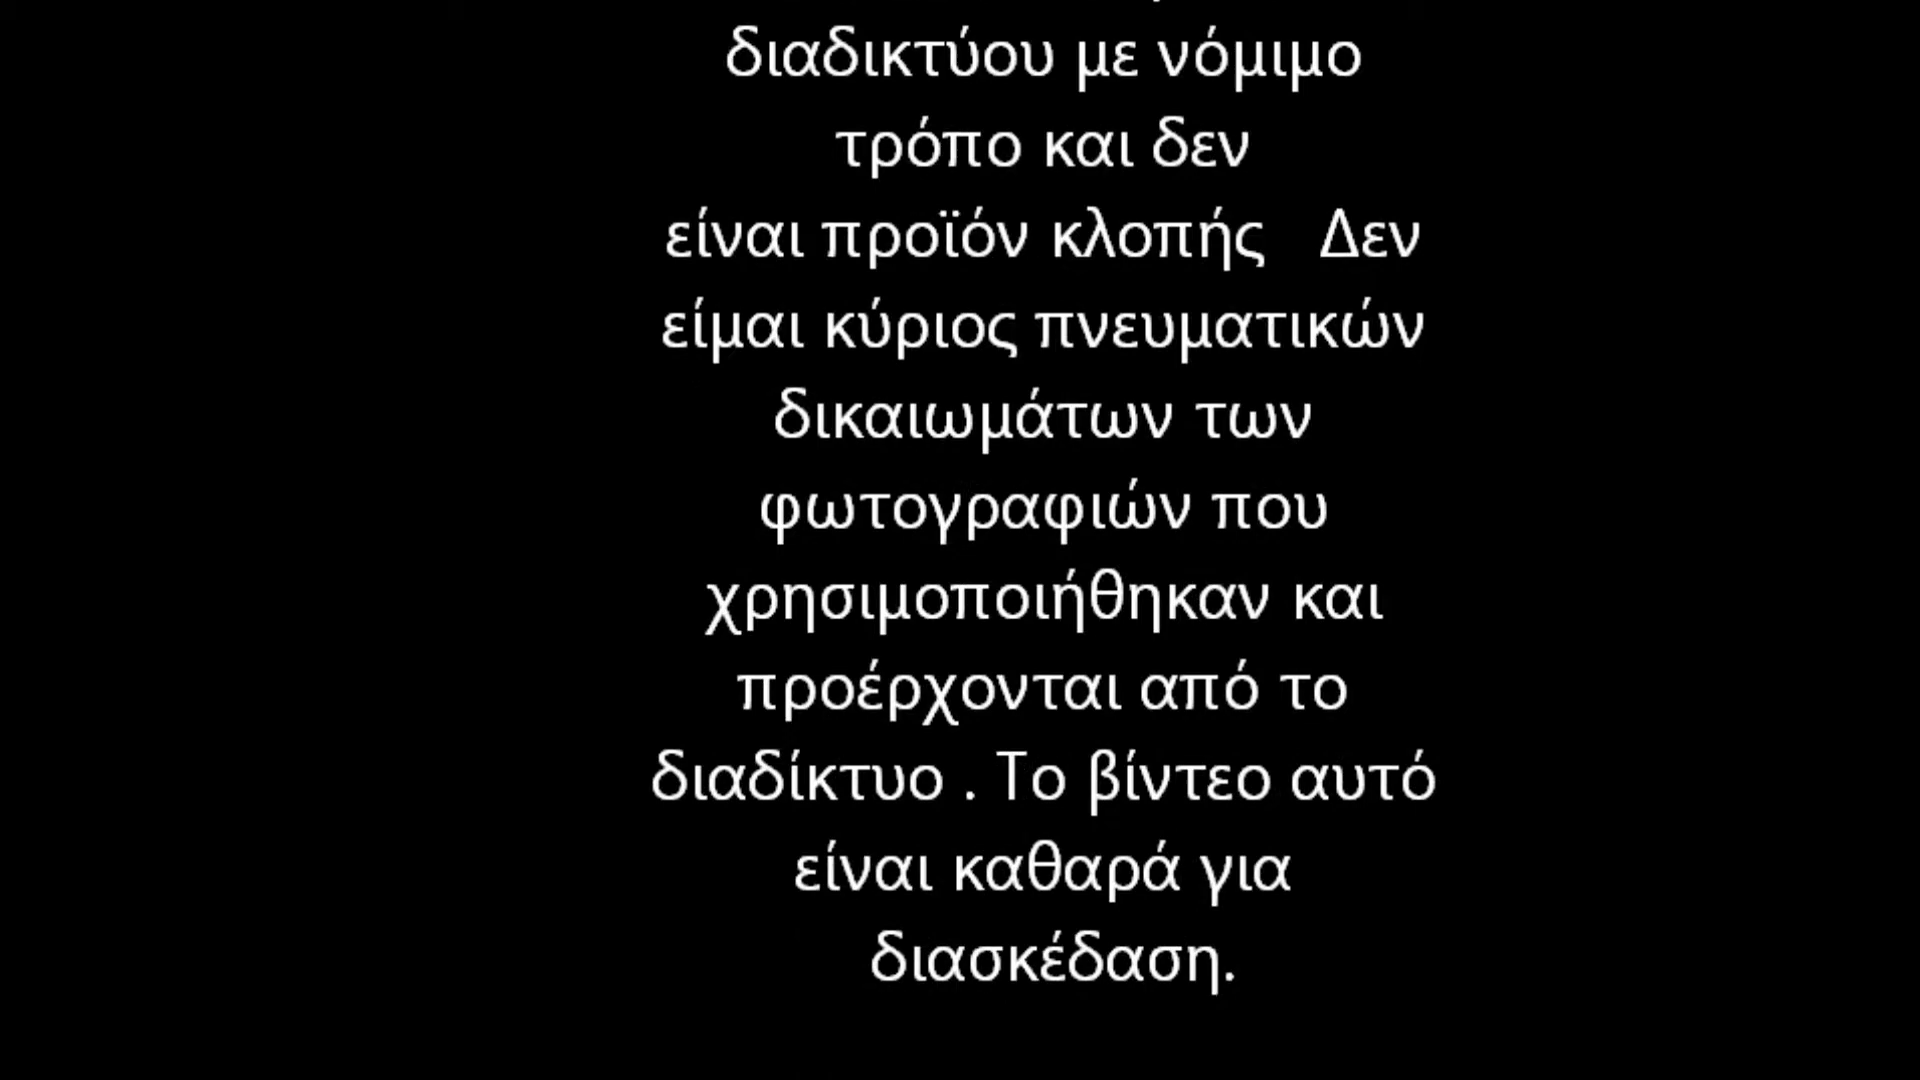 διαδικτύου με νόμιμο
τρόπο και δεν
είναι προϊόν κλοπής Δεν
είμαι κύριος πνευματικών
δικαιωμάτων των
φωτογραφιών που
χρησιμοποιήθηκαν και
προέρχονται από το
διαδίκτυο . Το βίντεο αυτό
είναι καθαρά για
διασκέδαση.